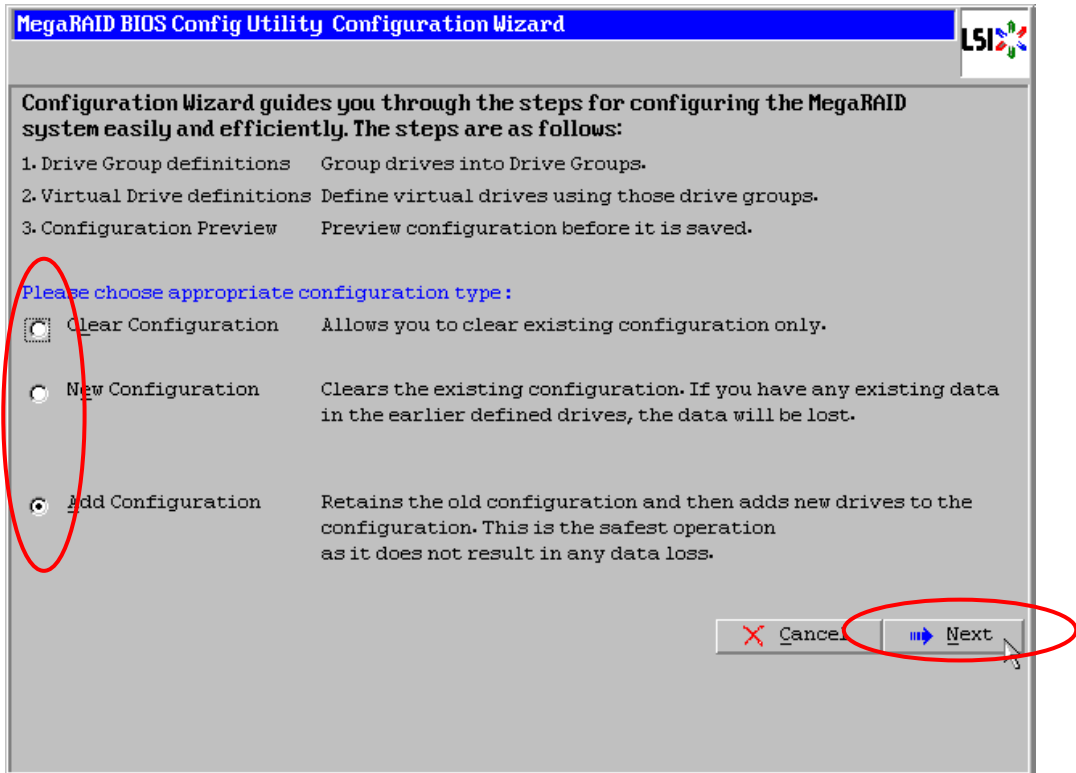 MegaRAID BIOS Config Utility Configuration Wizard
LSI
Configuration Wizard guides you through the steps for configuring the MegaRAID
system easily and efficiently. The steps are as follows:
1. Drive Group definitions Group drives into Drive Groups.
2. Virtual Drive definitions Define virtual drives using those drive groups.
3. Configuration Preview Preview configuration before it is saved.
Please choose appropriate configuration type:
Clear Configuration Allows you to clear existing configuration only.
New Configuration Clears the existing configuration. If you have any existing data
in the earlier defined drives, the data will be lost.
Add Configuration Retains the old configuration and then adds new drives to the
configuration. This is the safest operation
as it does not result in any data loss.
Cancel Next